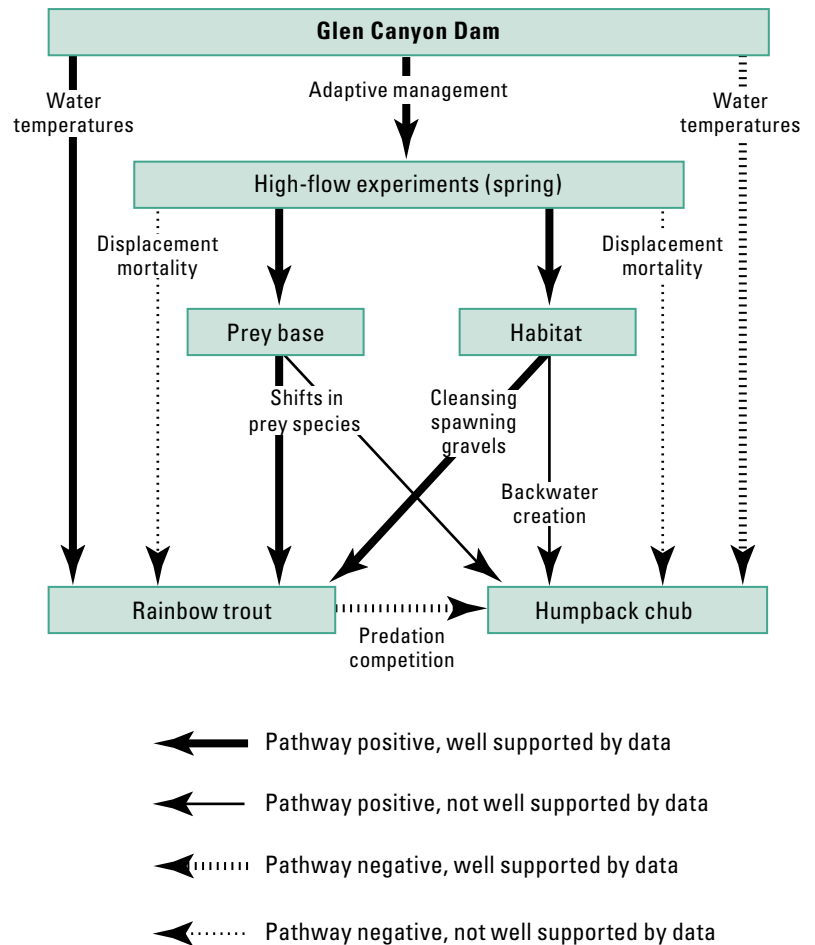 Glen Canyon Dam
Water
temperatures
Adaptive management
Water
temperatures
High-flow experiments (spring)
Displacement
mortality
Displacement
mortality
Prey base
Habitat
Shifts in
prey species
Cleansing
spawning
gravels
Backwater
creation
Rainbow trout
Humpback chub
Predation
competition
Pathway positive, well supported by data
Pathway positive, not well supported by data
Pathway negative, well supported by data
Pathway negative, not well supported by data